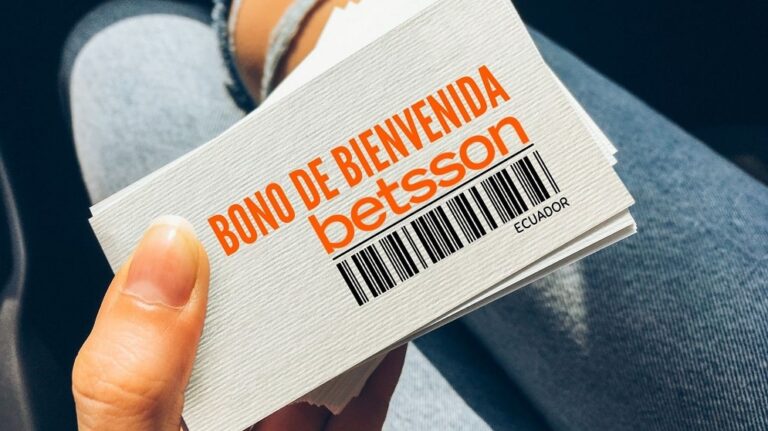 BONO DE BIENVENIDA
betsson
ECUADOR